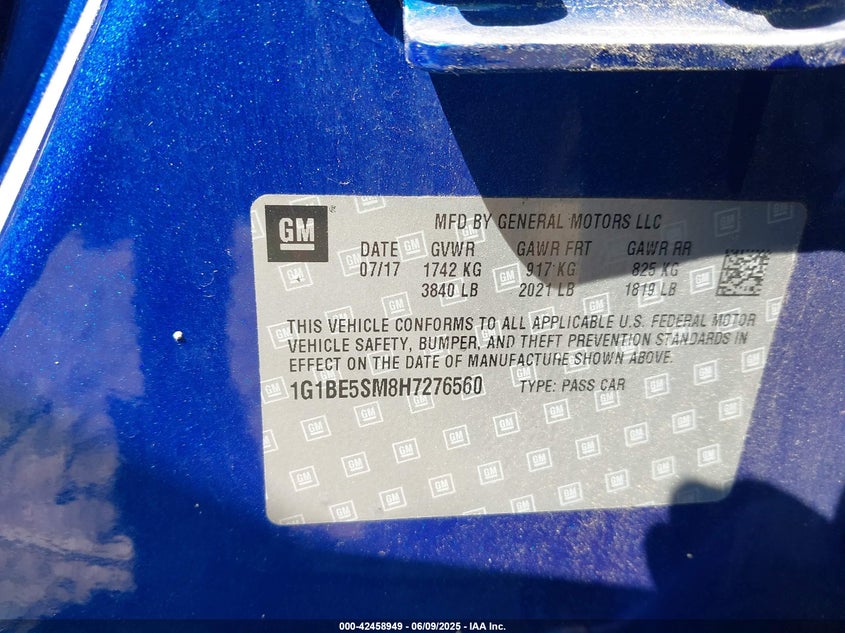 GM
MFD BY GENERAL MOTORS LLC
DATE GVWR GAWR FRT GAWR RR
07/17 1742 KG 917 KG 825 KG
3840 LB 2021 LB 1819 LB
THIS VEHICLE CONFORMS TO ALL APPLICABLE U.S. FEDERAL MOTOR
VEHICLE SAFETY, BUMPER, AND THEFT PREVENTION STANDARDS IN
EFFECT ON THE DATE OF MANUFACTURE SHOWN ABOVE.
1G1BE5SM8H7276560 TYPE: PASS CAR
000-42458949 - 06/09/2025 - IAA Inc.